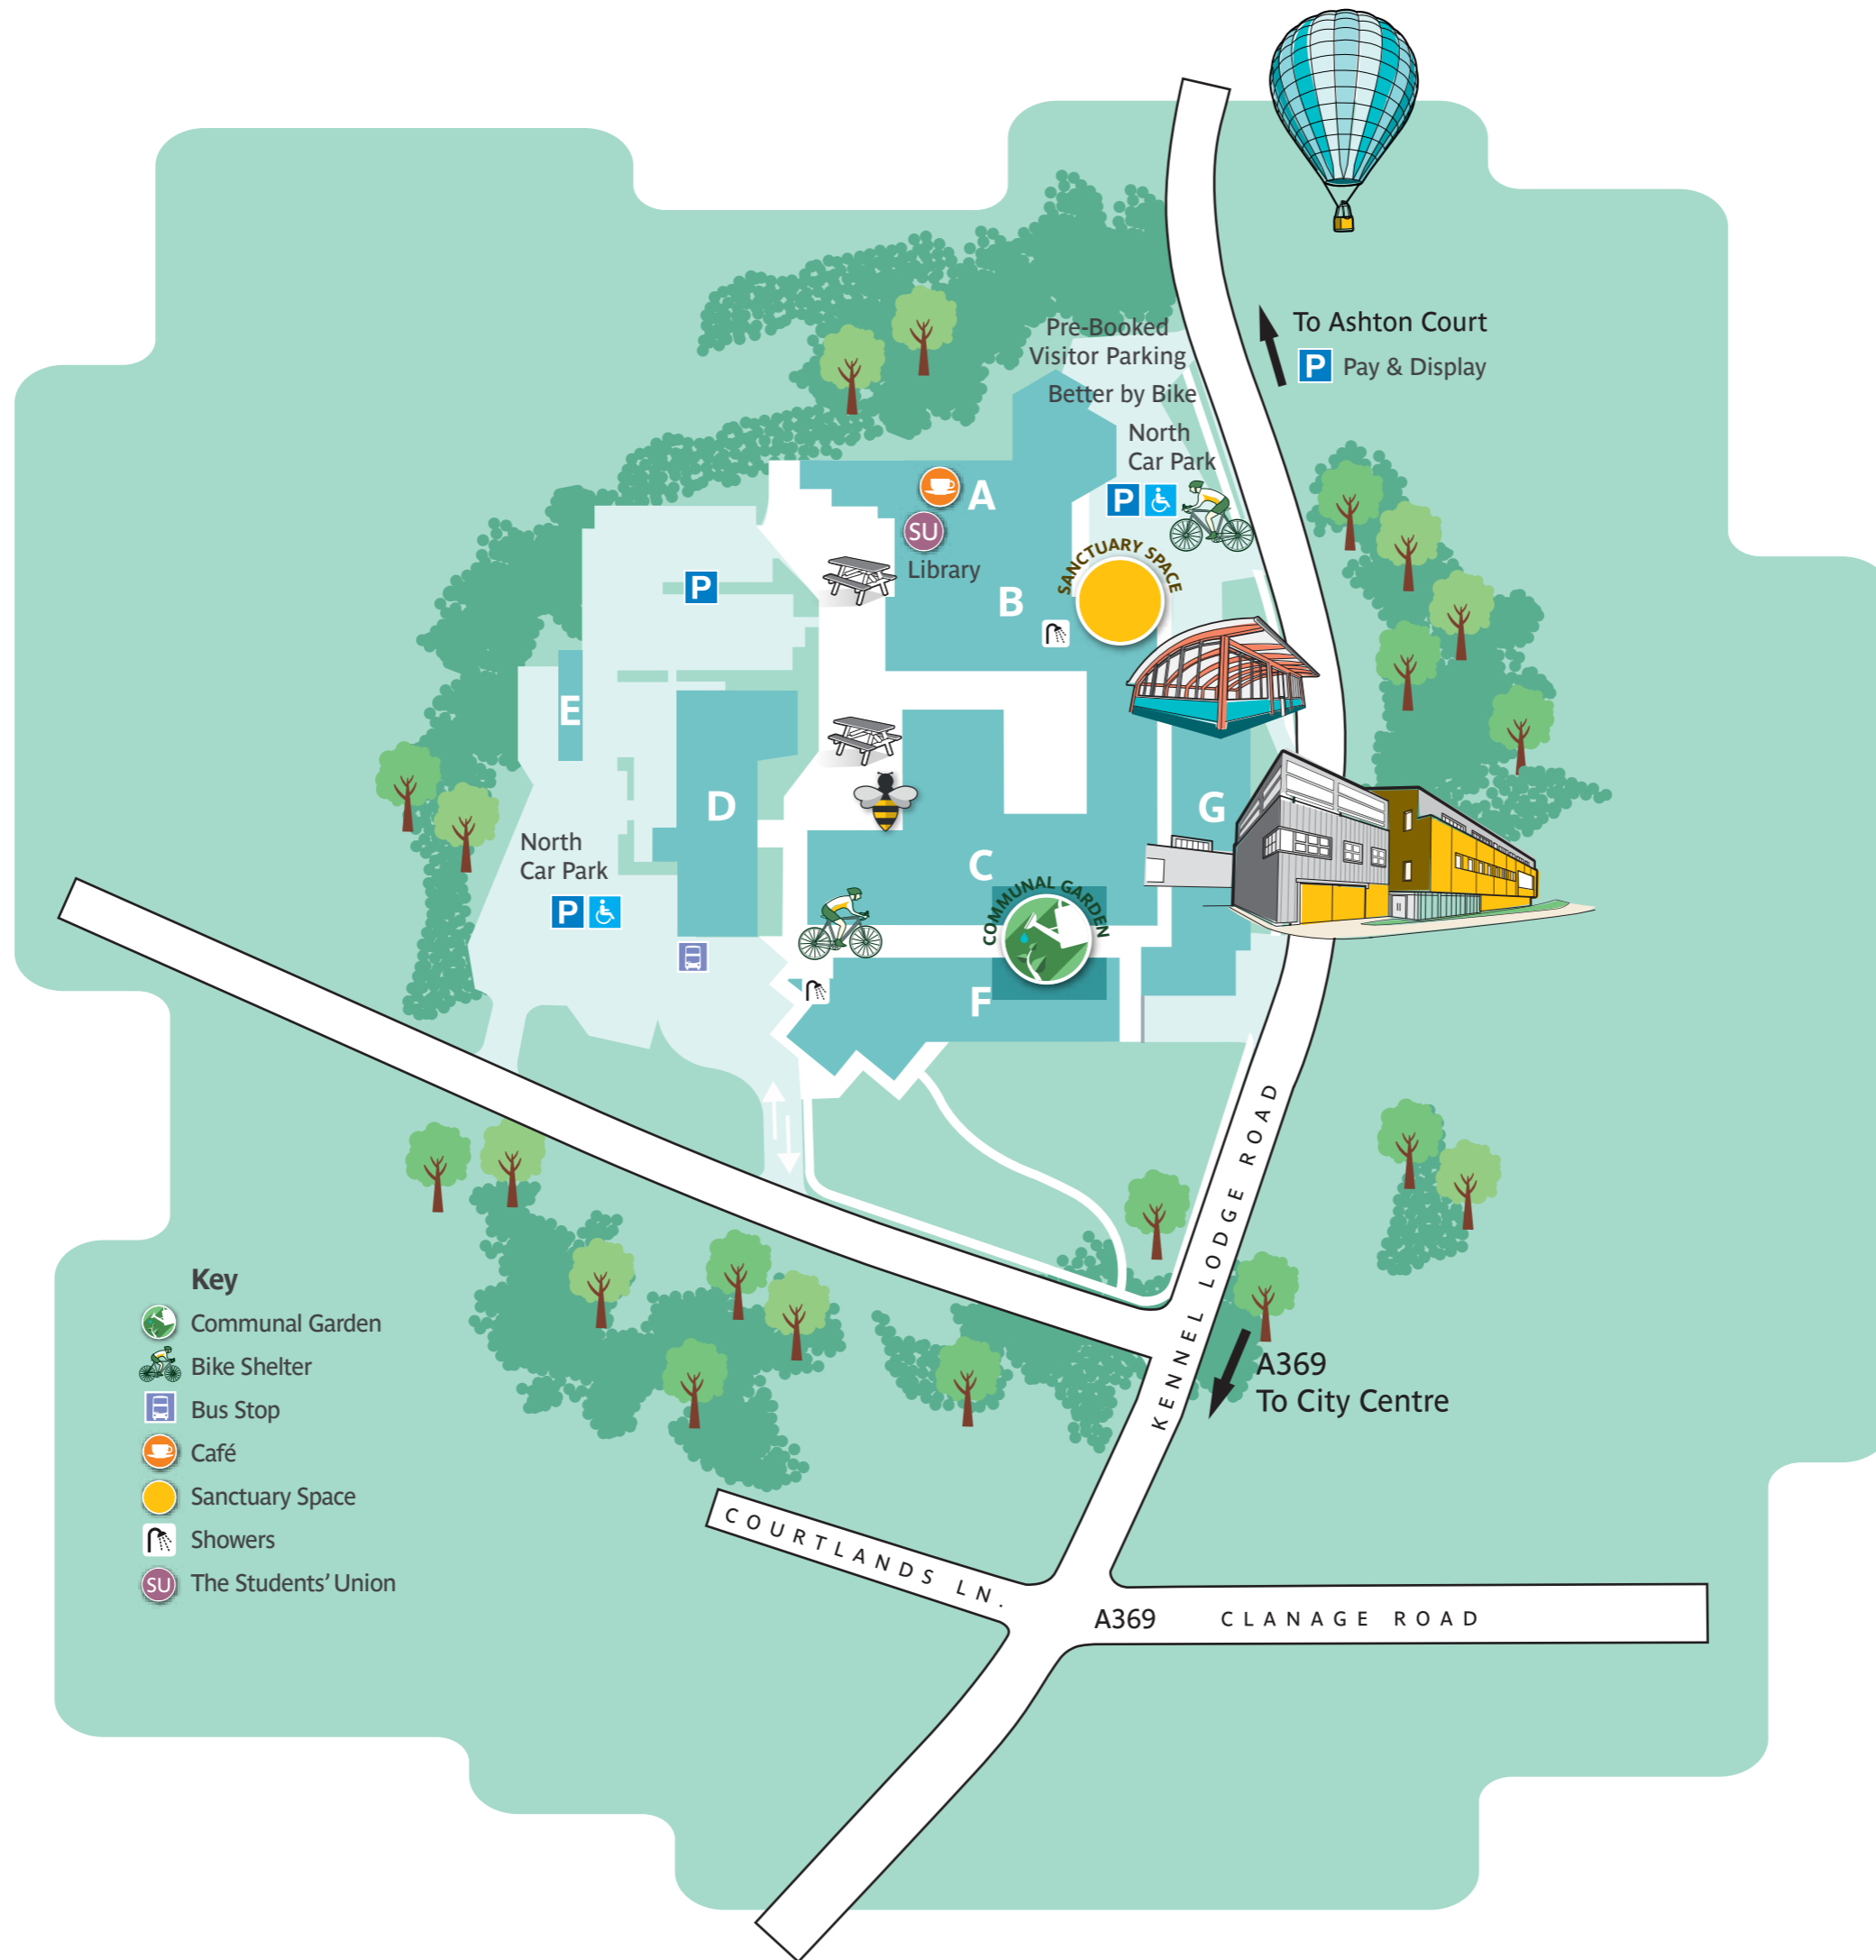 To Ashton Court
P Pay & Display
Pre-Booked
Visitor Parking
Better by Bike
North
Car Park
P
A
SU
Library
SANCTUARY SPACE
B
P
E
D
G
North
Car Park
P
C
COMMUNAL GARDEN
F
KENNEL LODGE ROAD
A369
To City Centre
Key
Communal Garden
Bike Shelter
Bus Stop
Café
Sanctuary Space
Showers
SU The Students' Union
COURTLANDS LN.
A369 CLANAGE ROAD